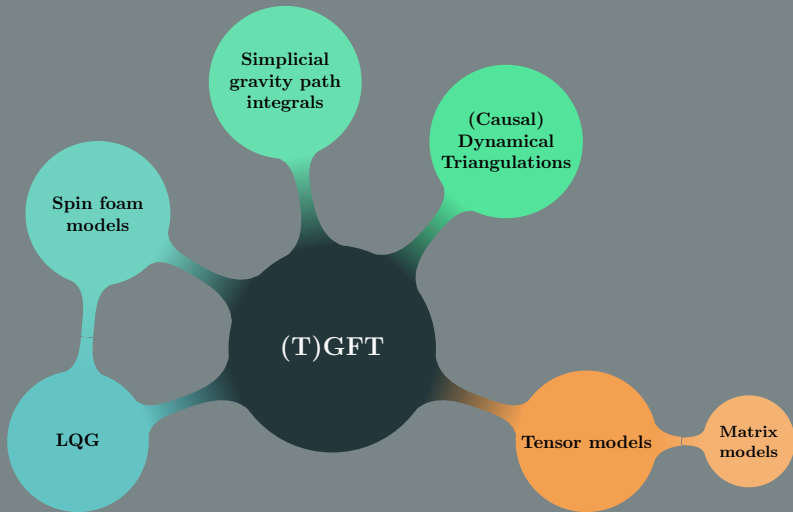 Simplicial
gravity path
integrals
(Causal)
Dynamical
Triangulations
Spin foam
models
(T)GFT
LQG
Tensor models
Matrix
models